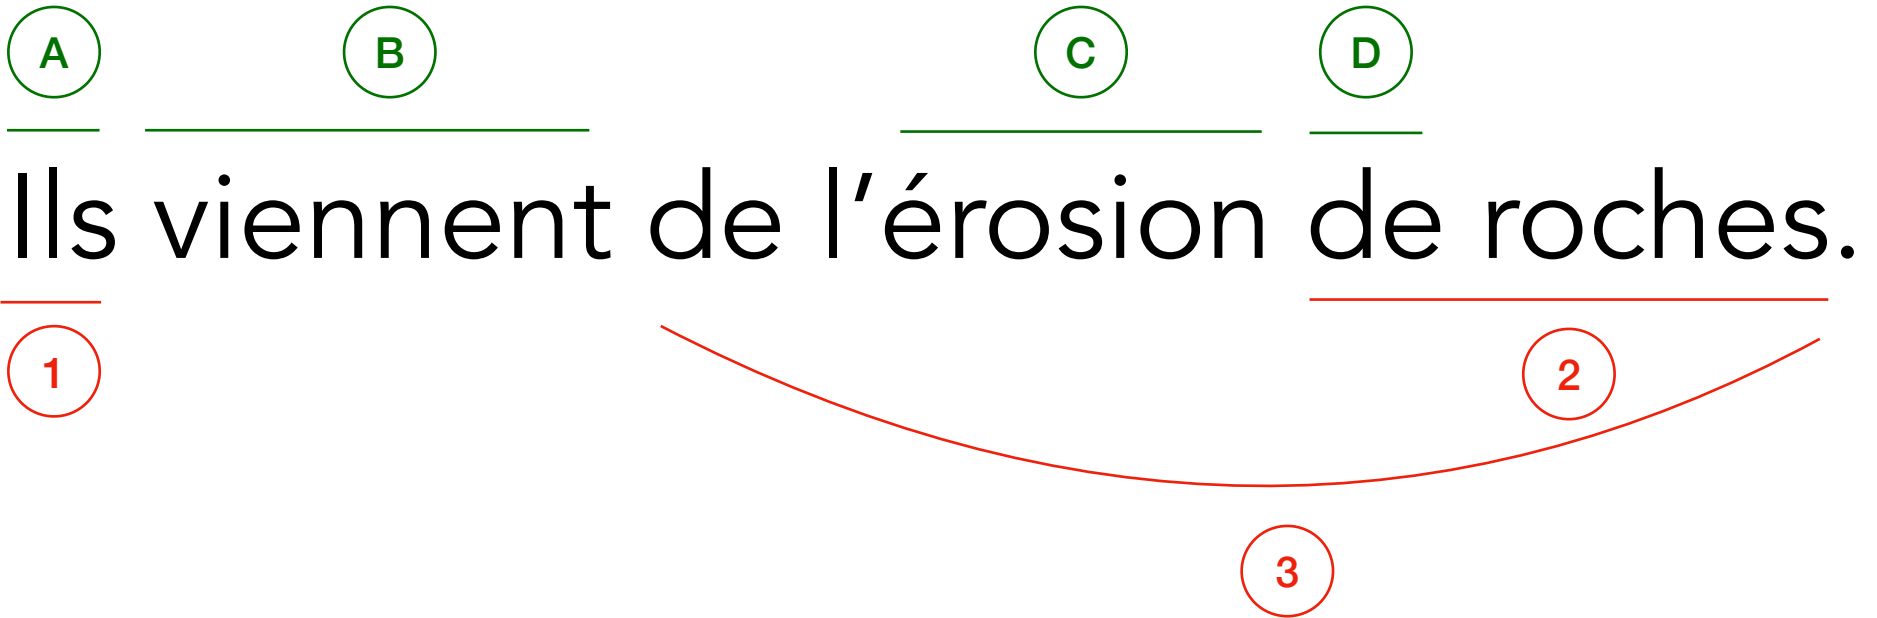 A B C D
Ils viennent de l’érosion de roches.
1 2
3